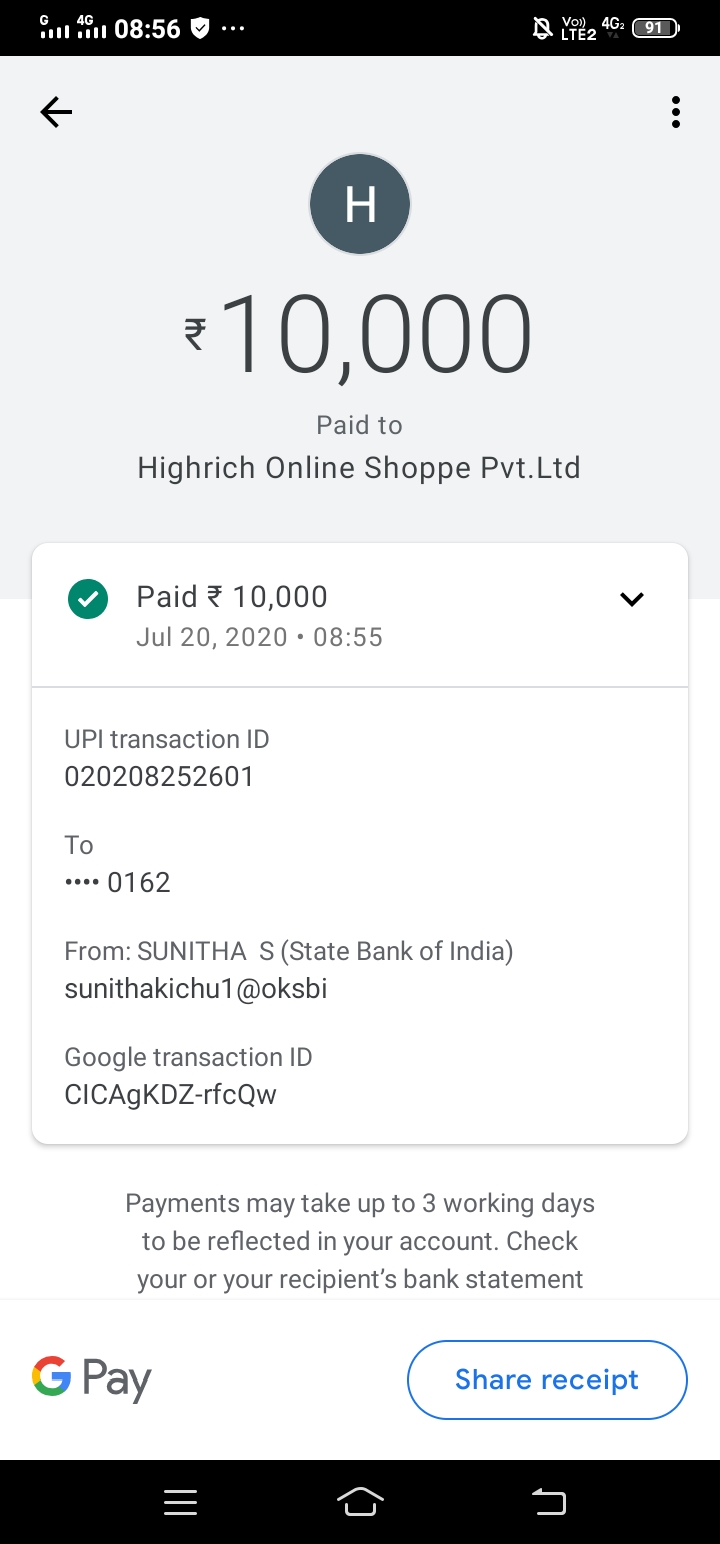 G 4G 08:56 ...
Vo)) LTE2 4G2 91
H
₹10,000
Paid to
Highrich Online Shoppe Pvt.Ltd
Paid ₹ 10,000
Jul 20, 2020 • 08:55
UPI transaction ID
020208252601
To
•••• 0162
From: SUNITHA  S (State Bank of India)
sunithakichu1@oksbi
Google transaction ID
CICAgKDZ-rfcQw
Payments may take up to 3 working days
to be reflected in your account. Check
your or your recipient's bank statement
G Pay
Share receipt